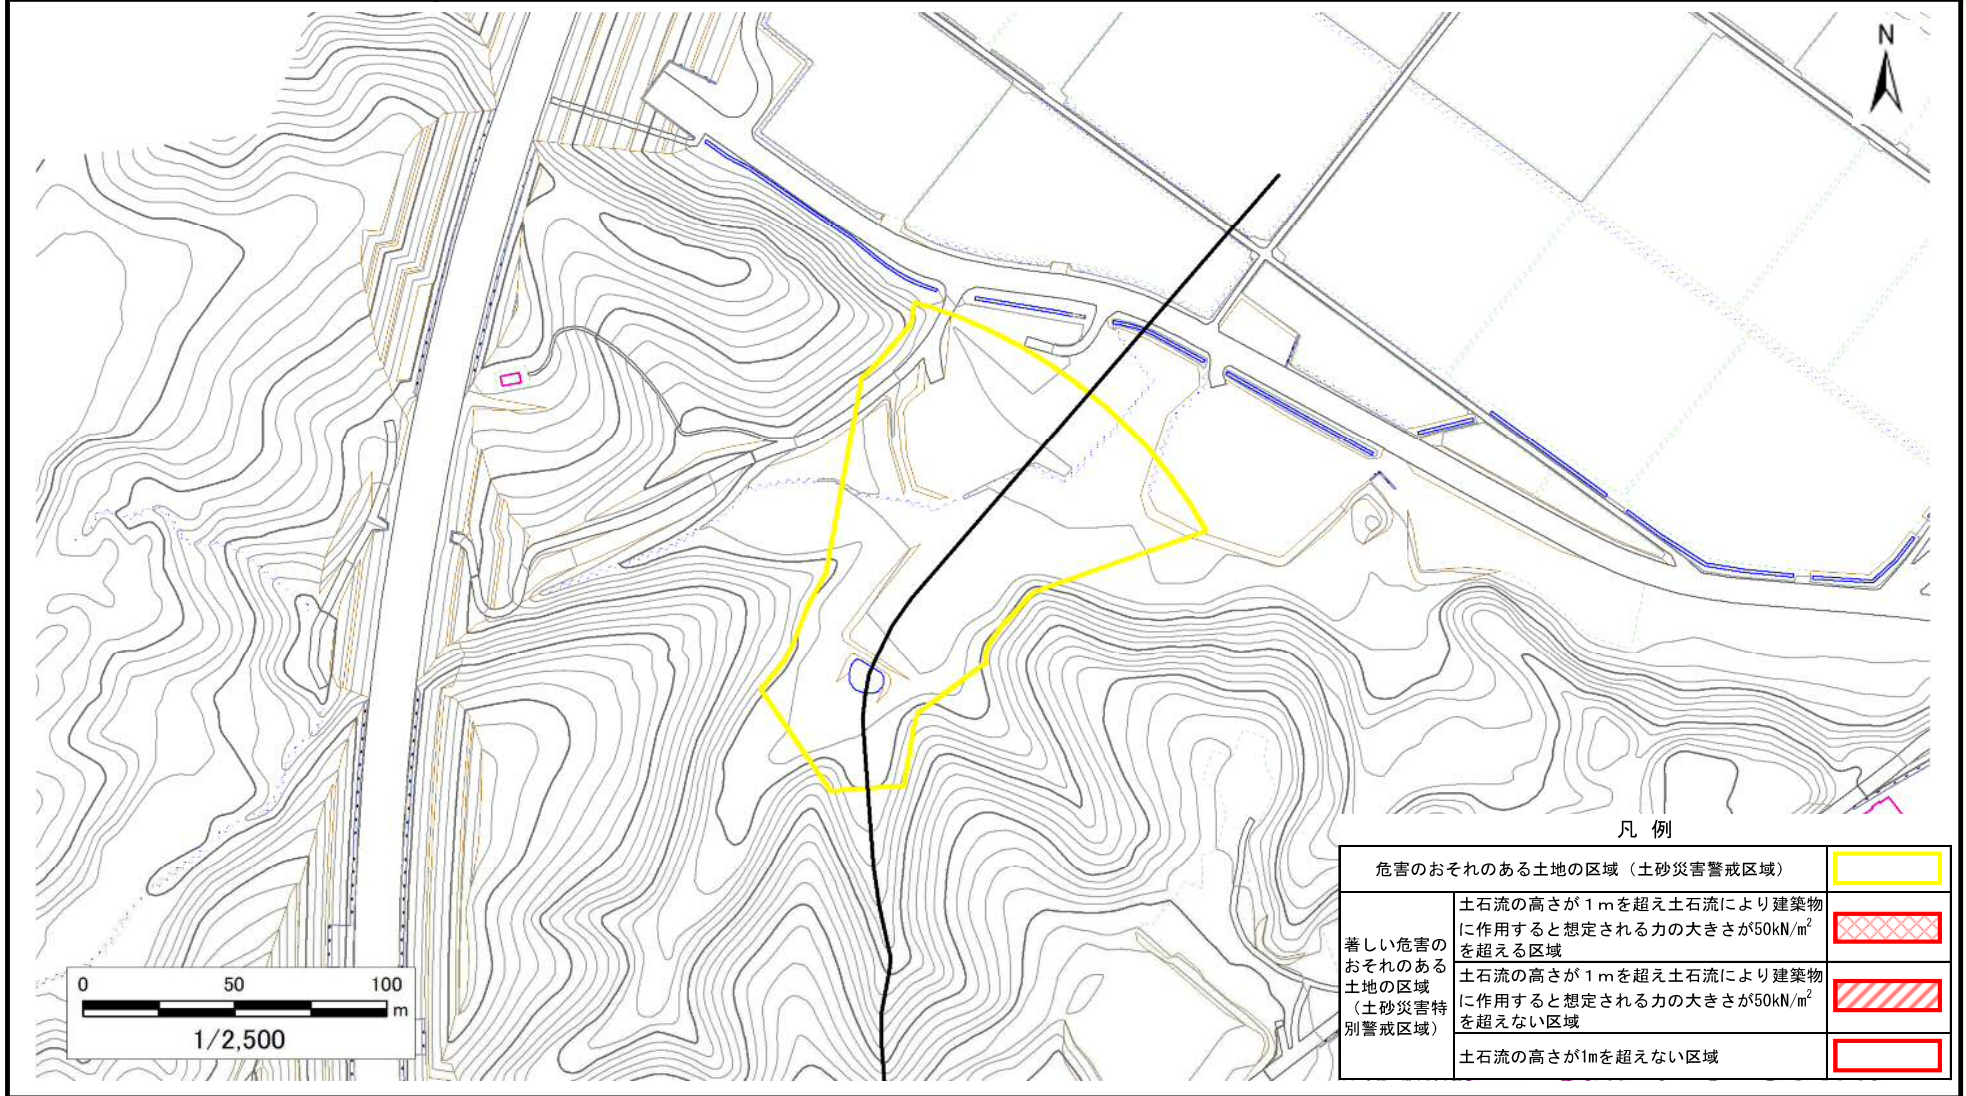 N
凡 例
危害のおそれのある土地の区域（土砂災害警戒区域）
著しい危害の
おそれのある
土地の区域
（土砂災害特
別警戒区域）
土石流の高さが１ｍを超え土石流により建築物
に作用すると想定される力の大きさが50kN/m²
を超える区域
土石流の高さが１ｍを超え土石流により建築物
に作用すると想定される力の大きさが50kN/m²
を超えない区域
土石流の高さが1mを超えない区域
0 50 100
m
1/2,500